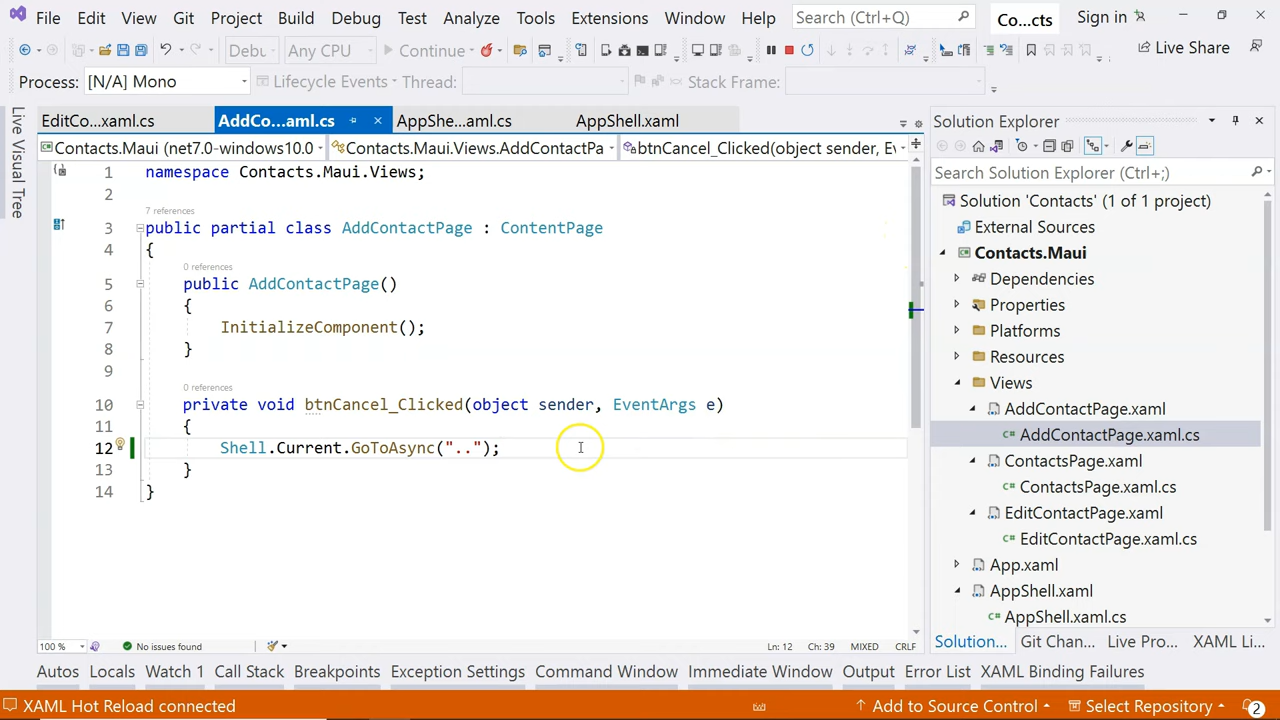 File Edit View Git Project Build Debug Test Analyze Tools Extensions Window Help Search (Ctrl+Q) Co...cts Sign in
Debu Any CPU Continue Live Share
Process: [N/A] Mono Lifecycle Events Thread: Stack Frame:
Live Visual Tree
EditCo...xaml.cs AddCo...aml.cs AppShe...aml.cs AppShell.xaml
Contacts.Maui (net7.0-windows10.0 Contacts.Maui.Views.AddContactPa btnCancel_Clicked(object sender, Ev
1 namespace Contacts.Maui.Views;
2
7 references
3 public partial class AddContactPage : ContentPage
4 {
0 references
5 public AddContactPage()
6 {
7 InitializeComponent();
8 }
9
0 references
10 private void btnCancel_Clicked(object sender, EventArgs e)
11 {
12 Shell.Current.GoToAsync("..");
13 }
14 }
100 % No issues found Ln: 12 Ch: 39 MIXED CRLF
Solution Explorer
Search Solution Explorer (Ctrl+;)
Solution 'Contacts' (1 of 1 project)
External Sources
Contacts.Maui
Dependencies
Properties
Platforms
Resources
Views
AddContactPage.xaml
C# AddContactPage.xaml.cs
ContactsPage.xaml
C# ContactsPage.xaml.cs
EditContactPage.xaml
C# EditContactPage.xaml.cs
App.xaml
AppShell.xaml
C# AppShell.xaml.cs
Solution... Git Chan... Live Pro... XAML Li...
Autos Locals Watch 1 Call Stack Breakpoints Exception Settings Command Window Immediate Window Output Error List XAML Binding Failures
XAML Hot Reload connected Add to Source Control Select Repository 2